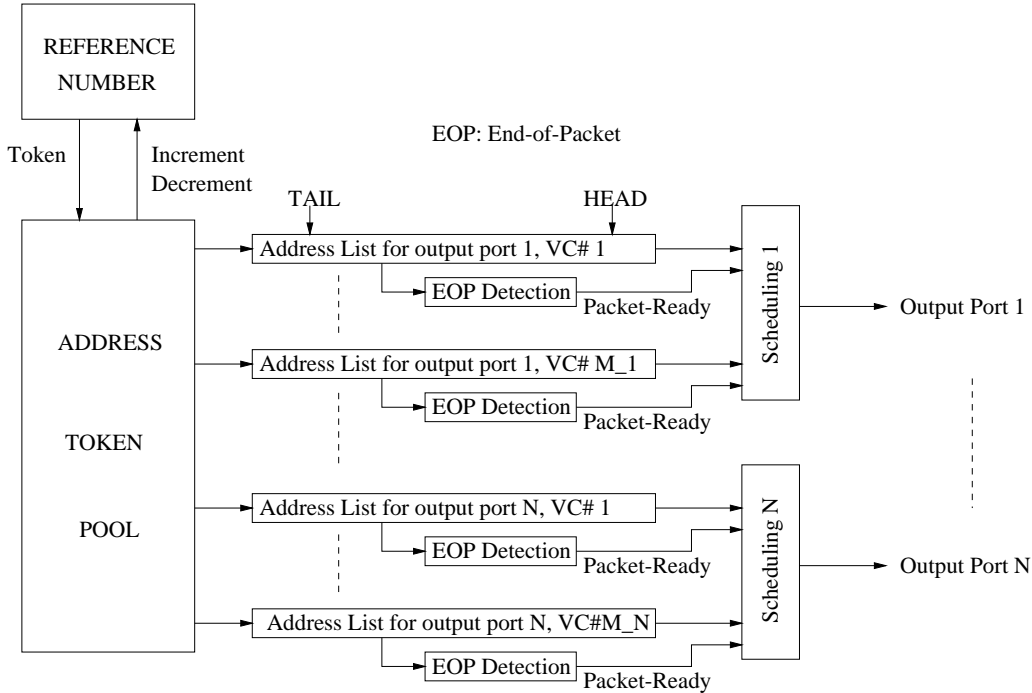 REFERENCE
NUMBER
EOP: End-of-Packet
Token
Increment
Decrement
TAIL
HEAD
Address List for output port 1, VC# 1
EOP Detection
Packet-Ready
Scheduling 1
Output Port 1
ADDRESS
TOKEN
POOL
Address List for output port 1, VC# M_1
EOP Detection
Packet-Ready
Address List for output port N, VC# 1
EOP Detection
Packet-Ready
Scheduling N
Output Port N
Address List for output port N, VC#M_N
EOP Detection
Packet-Ready